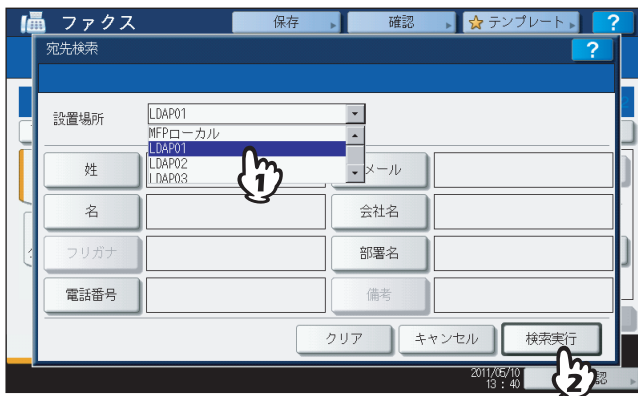 ファクス 保存 確認 テンプレート ?
宛先検索 ?
設置場所 LDAP01
MFPローカル
LDAP01
LDAP02
LDAP03
1
姓 メール
名 会社名
フリガナ 部署名
電話番号 備考
クリア キャンセル 検索実行
2011/05/10
13:40
2
認